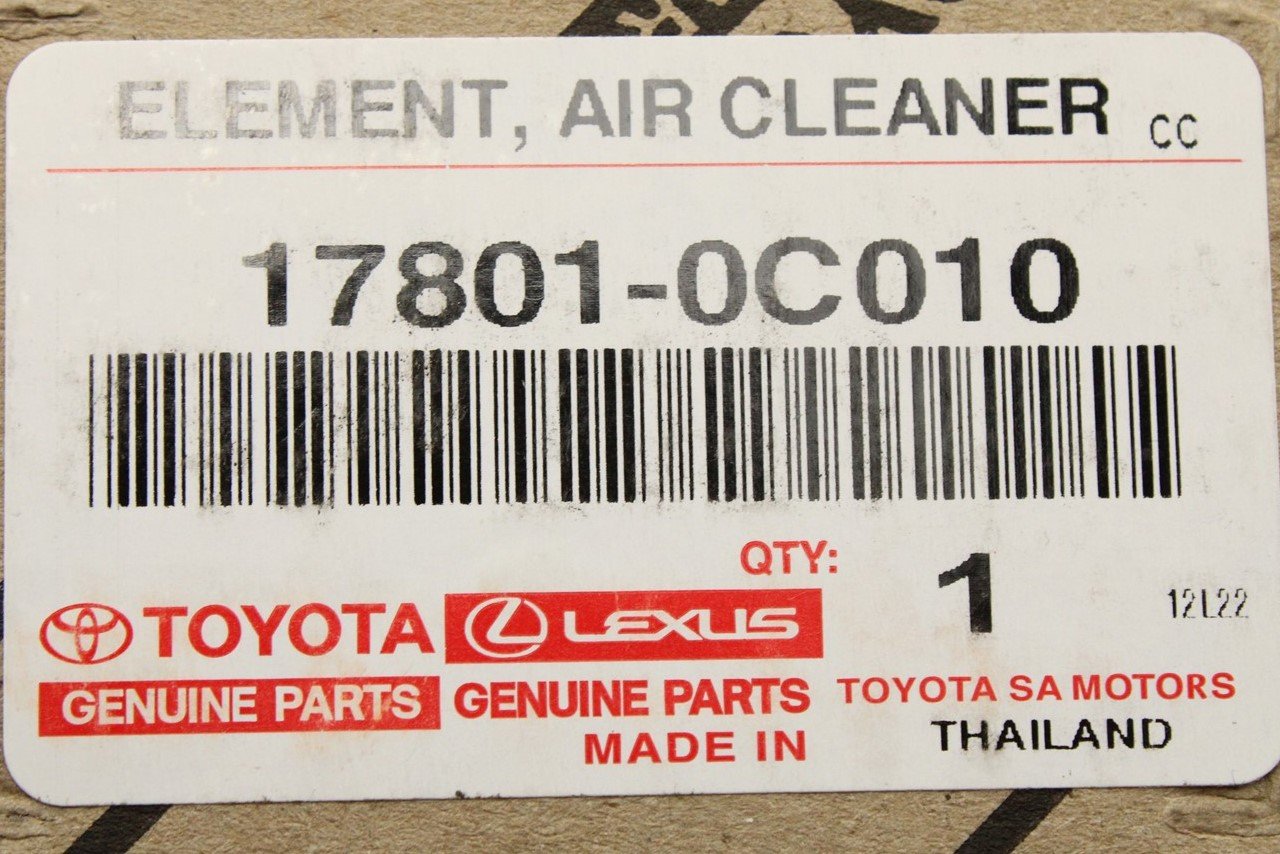 ELEMENT, AIR CLEANER CC
17801-0C010
QTY: 1 12L22
TOYOTA LEXUS
GENUINE PARTS GENUINE PARTS TOYOTA SA MOTORS
MADE IN THAILAND